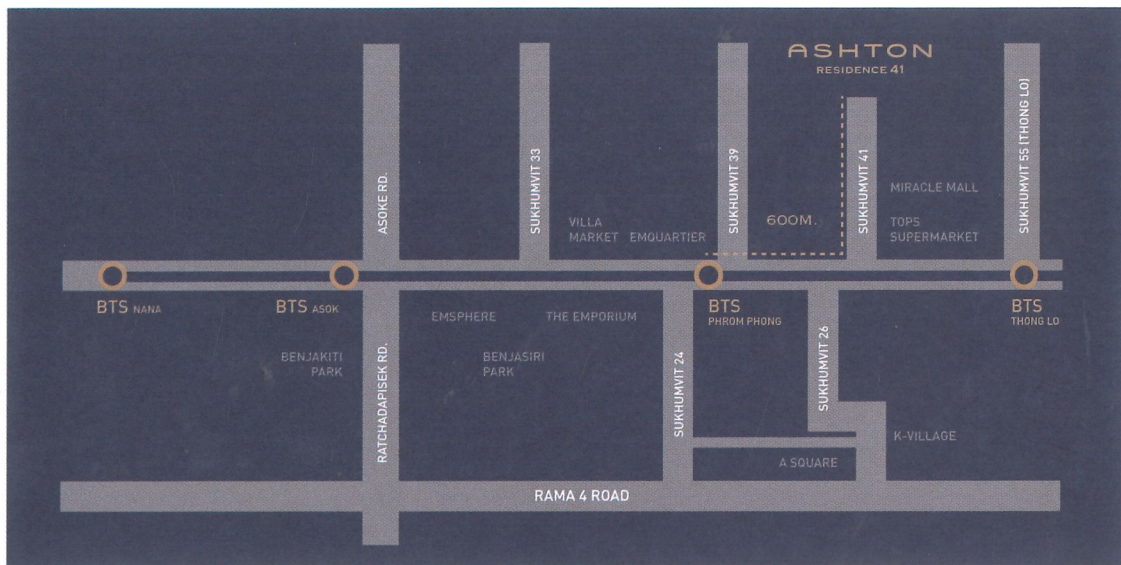 ASHTON
RESIDENCE 41
ASOKE RD.
SUKHUMVIT 33
SUKHUMVIT 39
SUKHUMVIT 41
SUKHUMVIT 55 (THONG LO)
MIRACLE MALL
VILLA
MARKET
EMQUARTIER
600M.
TOPS
SUPERMARKET
BTS NANA
BTS ASOK
BTS
PHROM PHONG
BTS
THONG LO
EMSPHERE
THE EMPORIUM
BENJAKITI
PARK
BENJASIRI
PARK
RATCHADAPISEK RD.
SUKHUMVIT 24
SUKHUMVIT 26
K-VILLAGE
A SQUARE
RAMA 4 ROAD